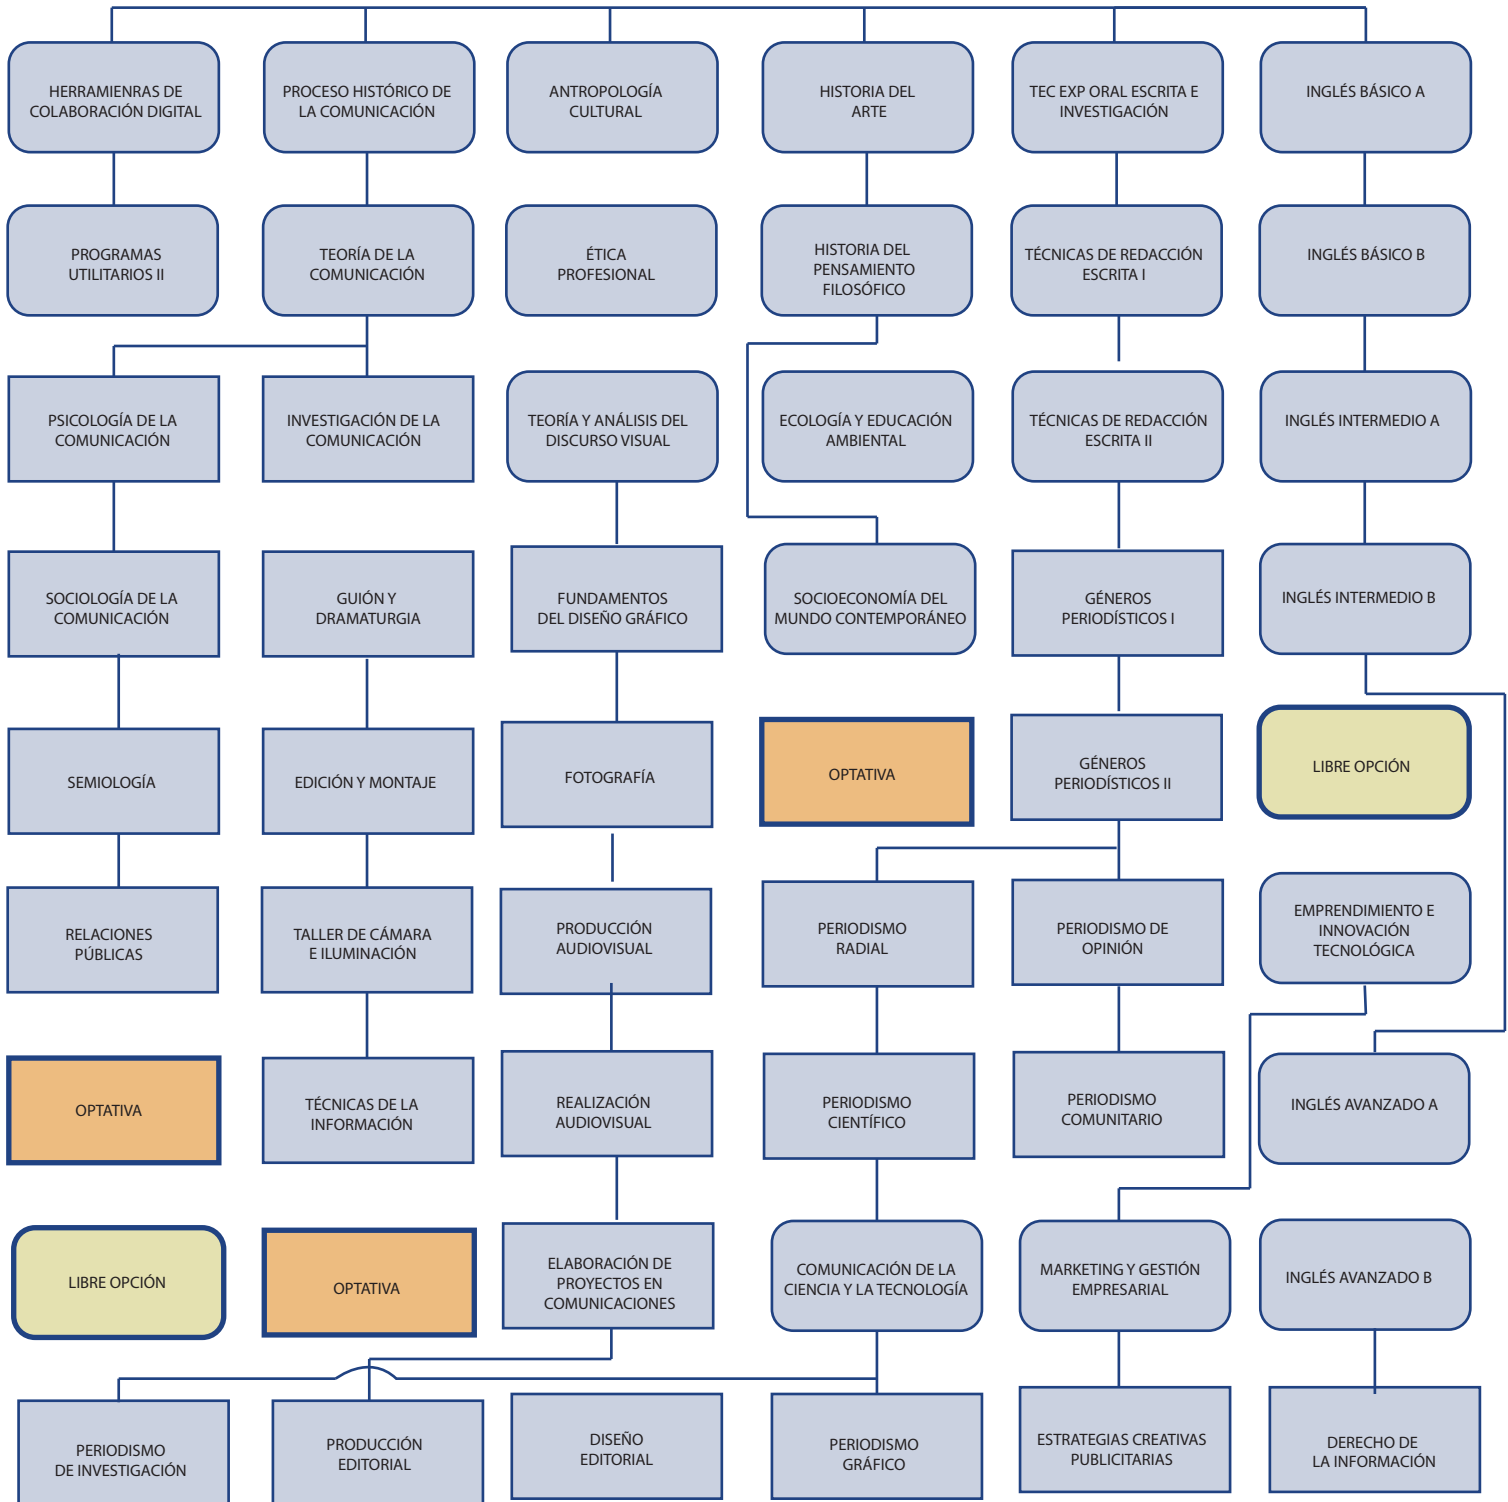 HERRAMIENRAS DE
COLABORACIÓN DIGITAL
PROCESO HISTÓRICO DE
LA COMUNICACIÓN
ANTROPOLOGÍA
CULTURAL
HISTORIA DEL
ARTE
TEC EXP ORAL ESCRITA E
INVESTIGACIÓN
INGLÉS BÁSICO A
PROGRAMAS
UTILITARIOS II
TEORÍA DE LA
COMUNICACIÓN
ÉTICA
PROFESIONAL
HISTORIA DEL
PENSAMIENTO
FILOSÓFICO
TÉCNICAS DE REDACCIÓN
ESCRITA I
INGLÉS BÁSICO B
PSICOLOGÍA DE LA
COMUNICACIÓN
INVESTIGACIÓN DE LA
COMUNICACIÓN
TEORÍA Y ANÁLISIS DEL
DISCURSO VISUAL
ECOLOGÍA Y EDUCACIÓN
AMBIENTAL
TÉCNICAS DE REDACCIÓN
ESCRITA II
INGLÉS INTERMEDIO A
SOCIOLOGÍA DE LA
COMUNICACIÓN
GUIÓN Y
DRAMATURGIA
FUNDAMENTOS
DEL DISEÑO GRÁFICO
SOCIOECONOMÍA DEL
MUNDO CONTEMPORÁNEO
GÉNEROS
PERIODÍSTICOS I
INGLÉS INTERMEDIO B
SEMIOLOGÍA
EDICIÓN Y MONTAJE
FOTOGRAFÍA
OPTATIVA
GÉNEROS
PERIODÍSTICOS II
LIBRE OPCIÓN
RELACIONES
PÚBLICAS
TALLER DE CÁMARA
E ILUMINACIÓN
PRODUCCIÓN
AUDIOVISUAL
PERIODISMO
RADIAL
PERIODISMO DE
OPINIÓN
EMPRENDIMIENTO E
INNOVACIÓN
TECNOLÓGICA
OPTATIVA
TÉCNICAS DE LA
INFORMACIÓN
REALIZACIÓN
AUDIOVISUAL
PERIODISMO
CIENTÍFICO
PERIODISMO
COMUNITARIO
INGLÉS AVANZADO A
LIBRE OPCIÓN
OPTATIVA
ELABORACIÓN DE
PROYECTOS EN
COMUNICACIONES
COMUNICACIÓN DE LA
CIENCIA Y LA TECNOLOGÍA
MARKETING Y GESTIÓN
EMPRESARIAL
INGLÉS AVANZADO B
PERIODISMO
DE INVESTIGACIÓN
PRODUCCIÓN
EDITORIAL
DISEÑO
EDITORIAL
PERIODISMO
GRÁFICO
ESTRATEGIAS CREATIVAS
PUBLICITARIAS
DERECHO DE
LA INFORMACIÓN